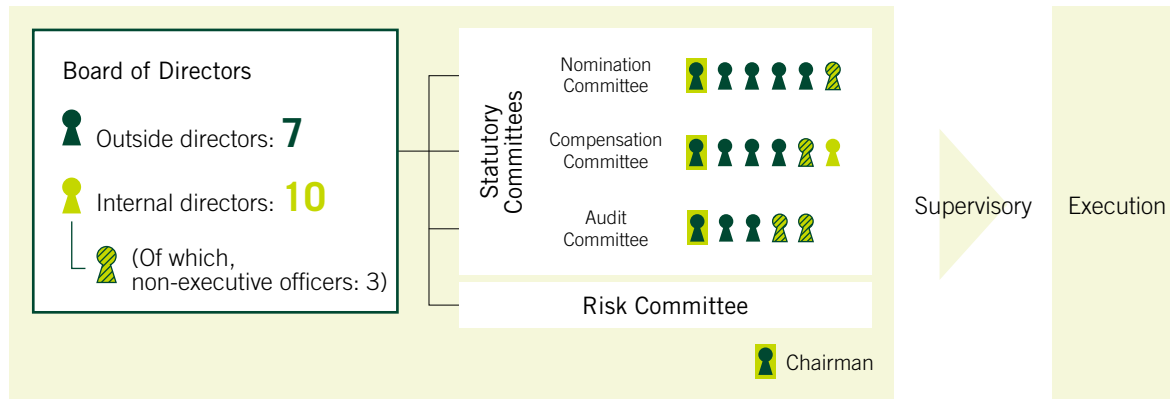 Board of Directors
Outside directors: 7
Internal directors: 10
(Of which,
non-executive officers: 3)
Statutory
Committees
Nomination
Committee
Compensation
Committee
Audit
Committee
Risk Committee
Chairman
Supervisory
Execution